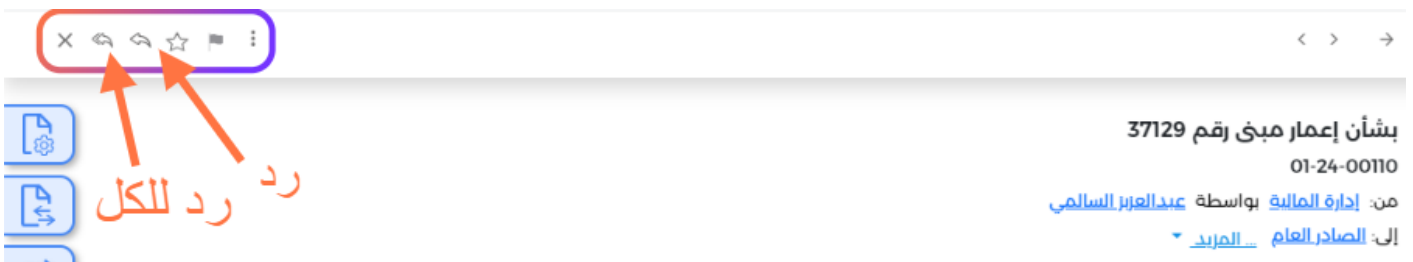 بشأن إعمار مبنى رقم 37129
01-24-00110
من: إدارة المالية بواسطة عبدالعزيز السالمي
إلى: الصادر العام ... المزيد
رد
رد للكل